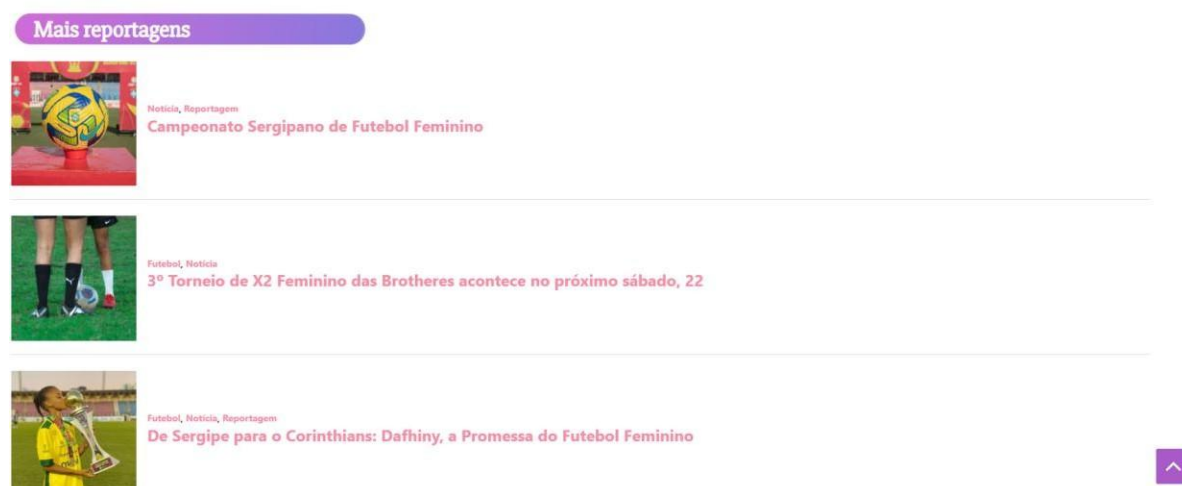 Mais reportagens
Notícia, Reportagem
Campeonato Sergipano de Futebol Feminino
Futebol, Notícia
3º Torneio de X2 Feminino das Brotheres acontece no próximo sábado, 22
Futebol, Notícia, Reportagem
De Sergipe para o Corinthians: Dafhiny, a Promessa do Futebol Feminino